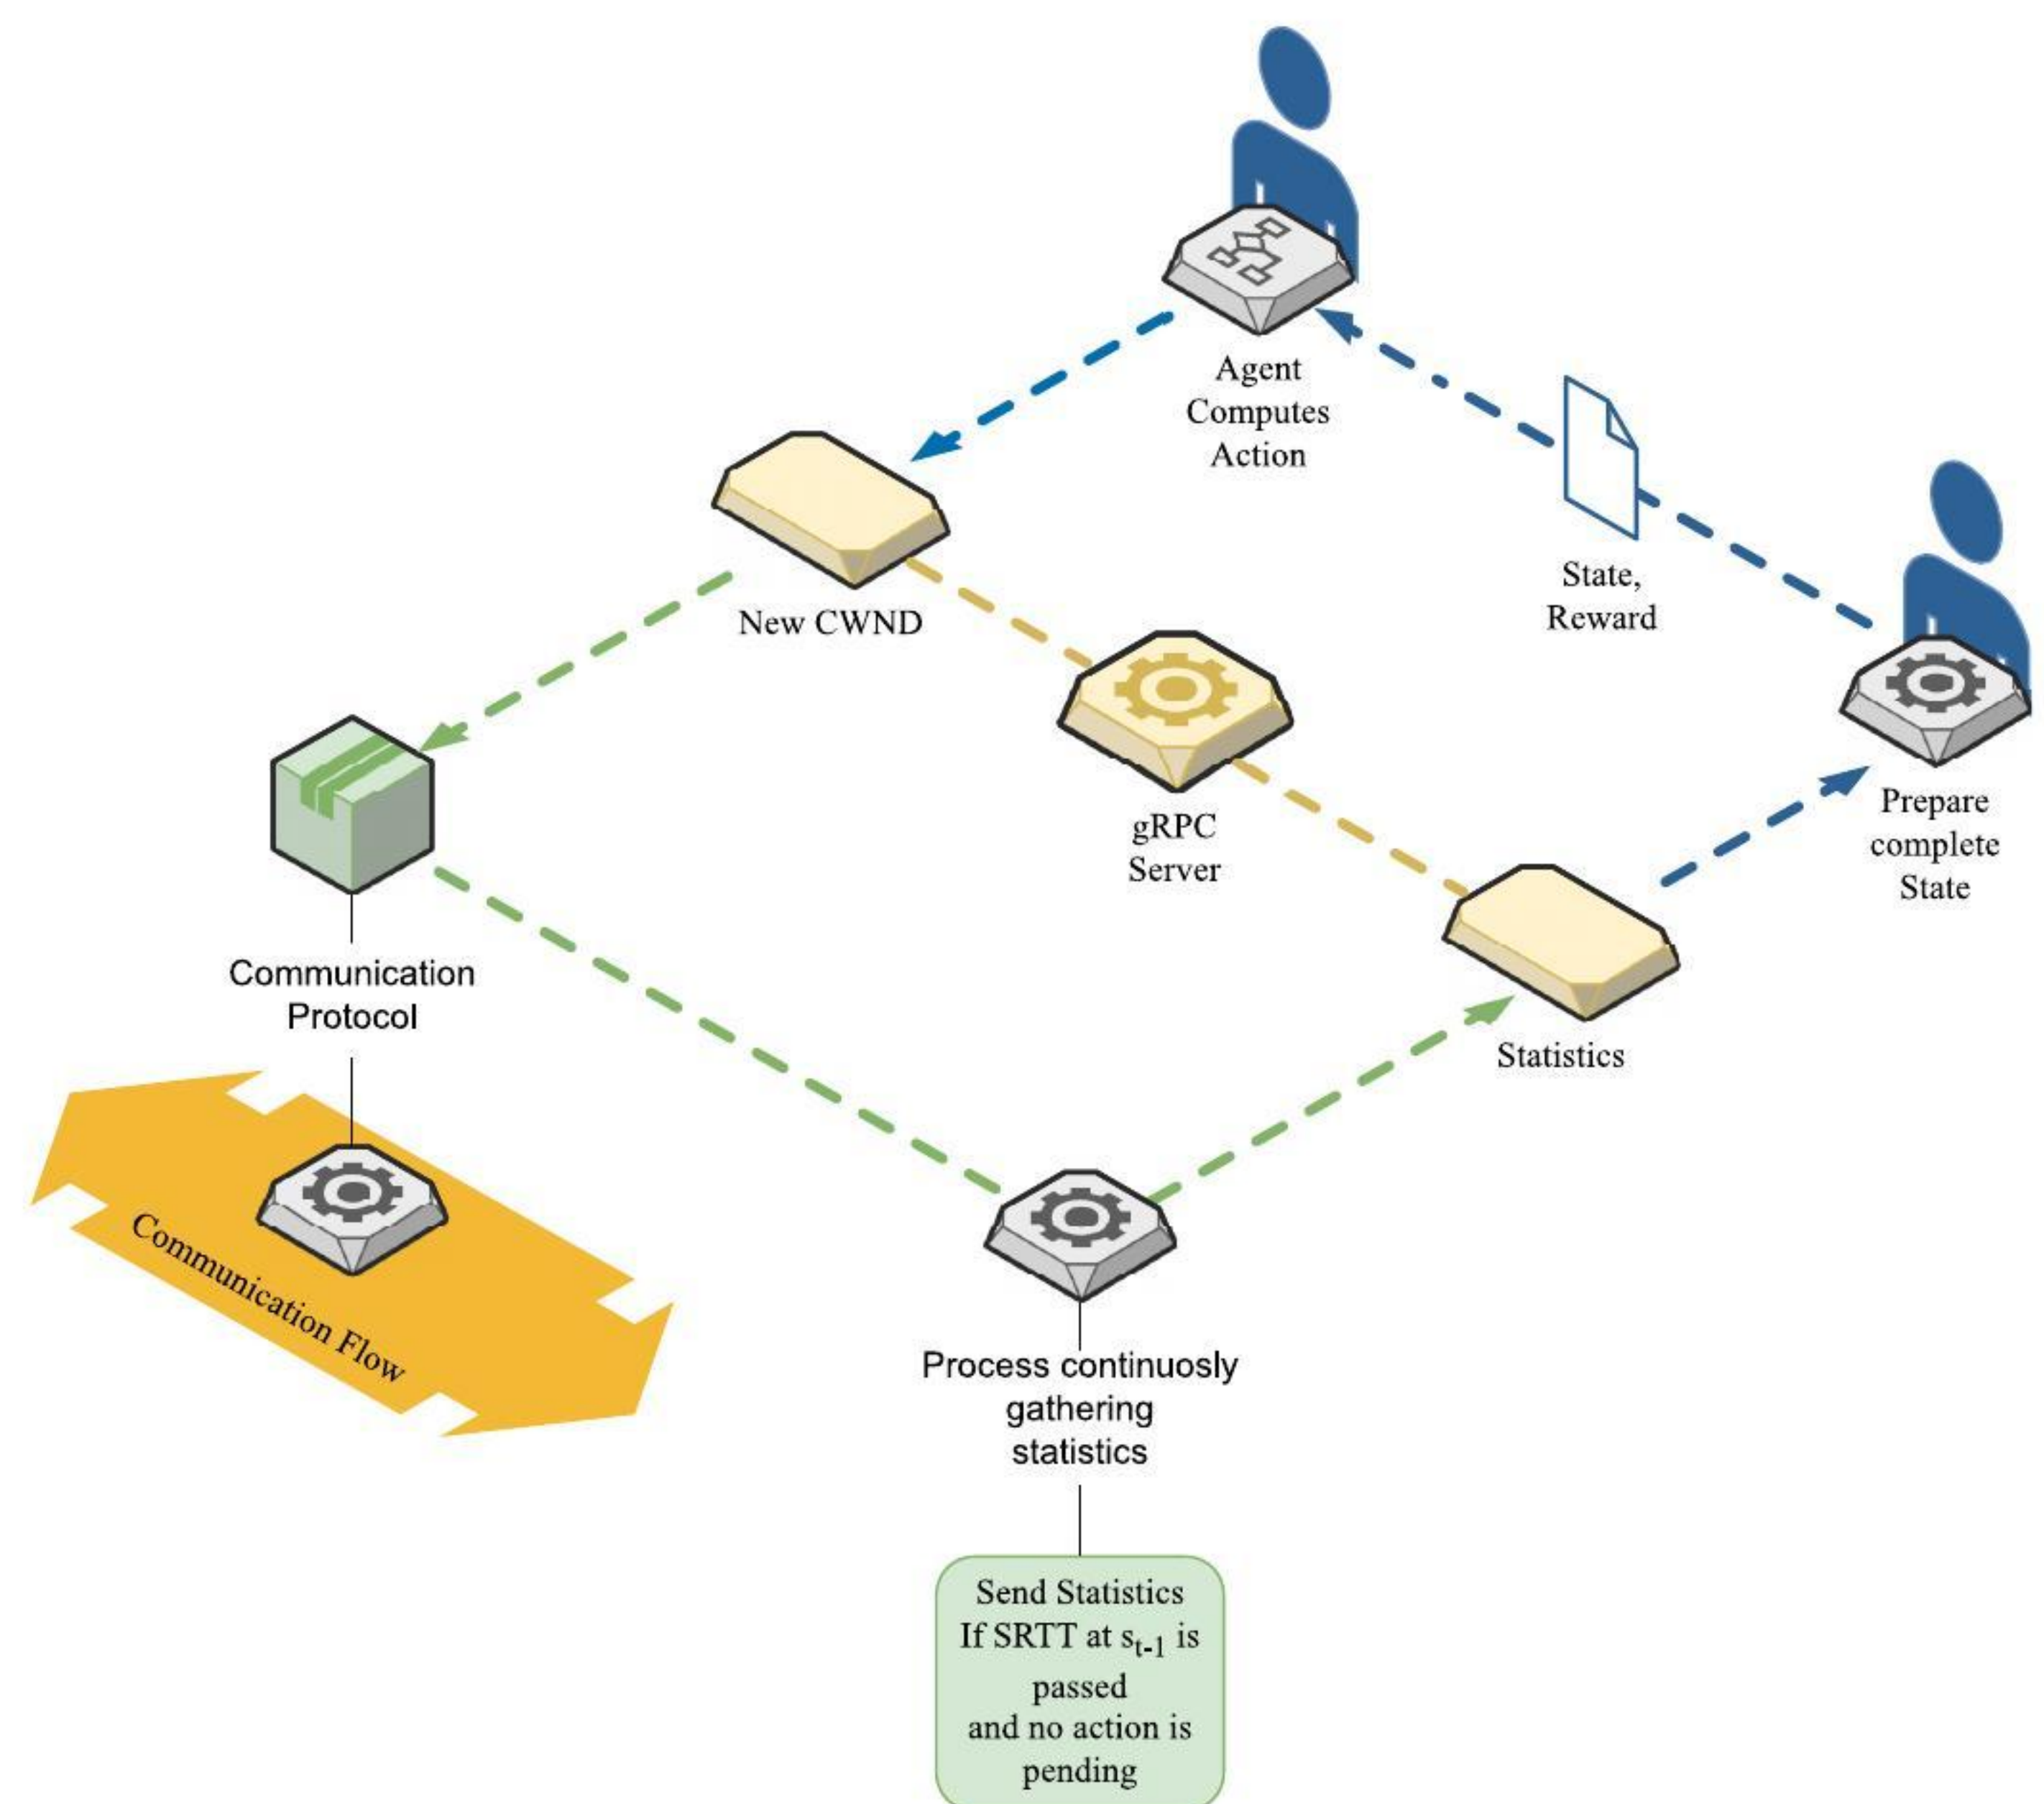 Agent
Computes
Action
State,
Reward
New CWND
gRPC
Server
Prepare
complete
State
Communication
Protocol
Statistics
Communication Flow
Process continuosly
gathering
statistics
Send Statistics
If SRTT at s_{t-1} is
passed
and no action is
pending